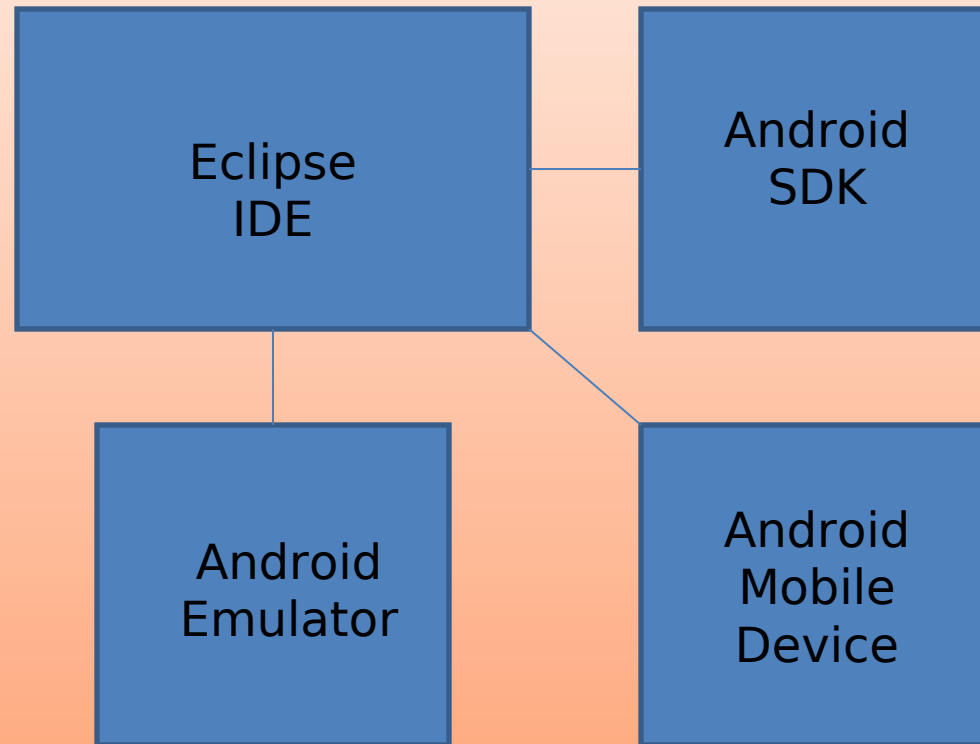 Eclipse
IDE
Android
SDK
Android
Emulator
Android
Mobile
Device